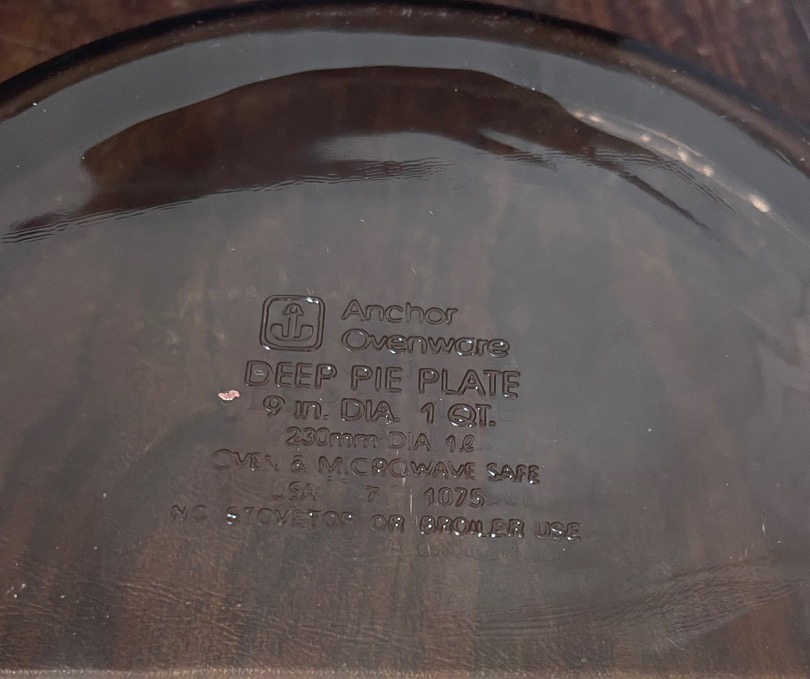 Anchor
Ovenware
DEEP PIE PLATE
9 in. DIA. 1 QT.
230mm DIA 1ℓ
OVEN & MICROWAVE SAFE
USA 7 1075
NO STOVETOP OR BROILER USE